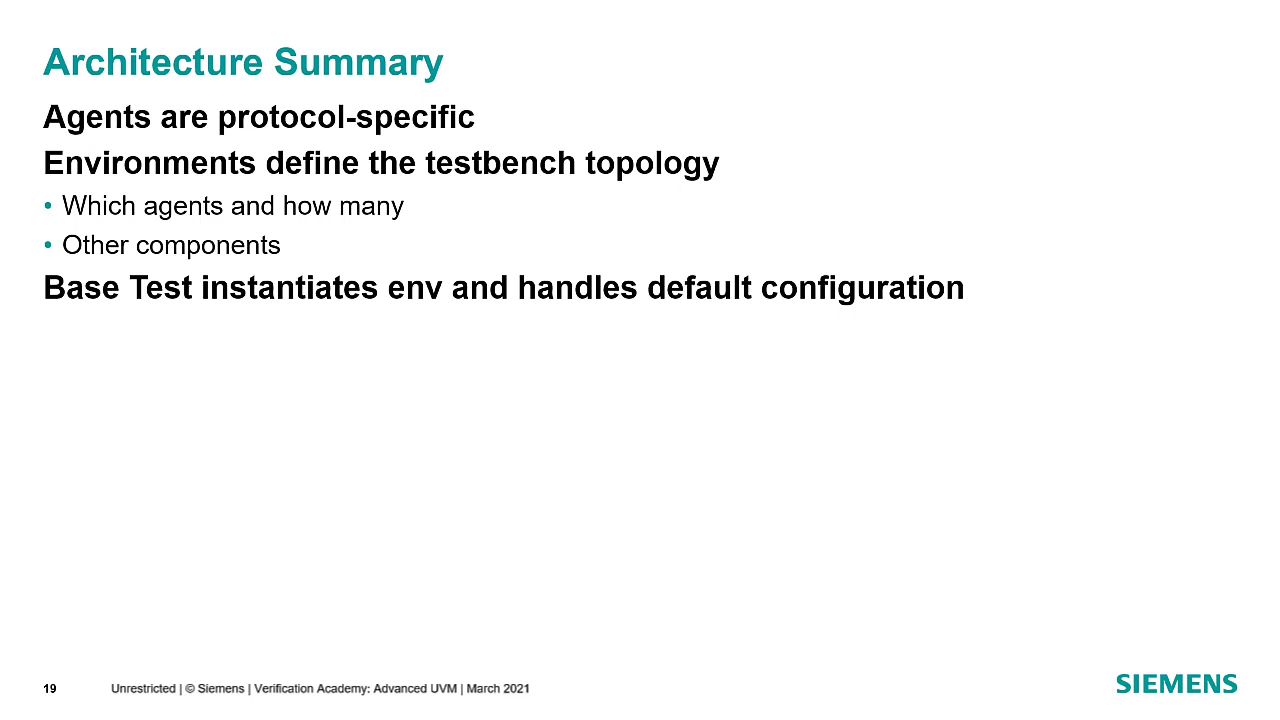 Architecture Summary
Agents are protocol-specific
Environments define the testbench topology
• Which agents and how many
• Other components
Base Test instantiates env and handles default configuration
19 Unrestricted | © Siemens | Verification Academy: Advanced UVM | March 2021
SIEMENS